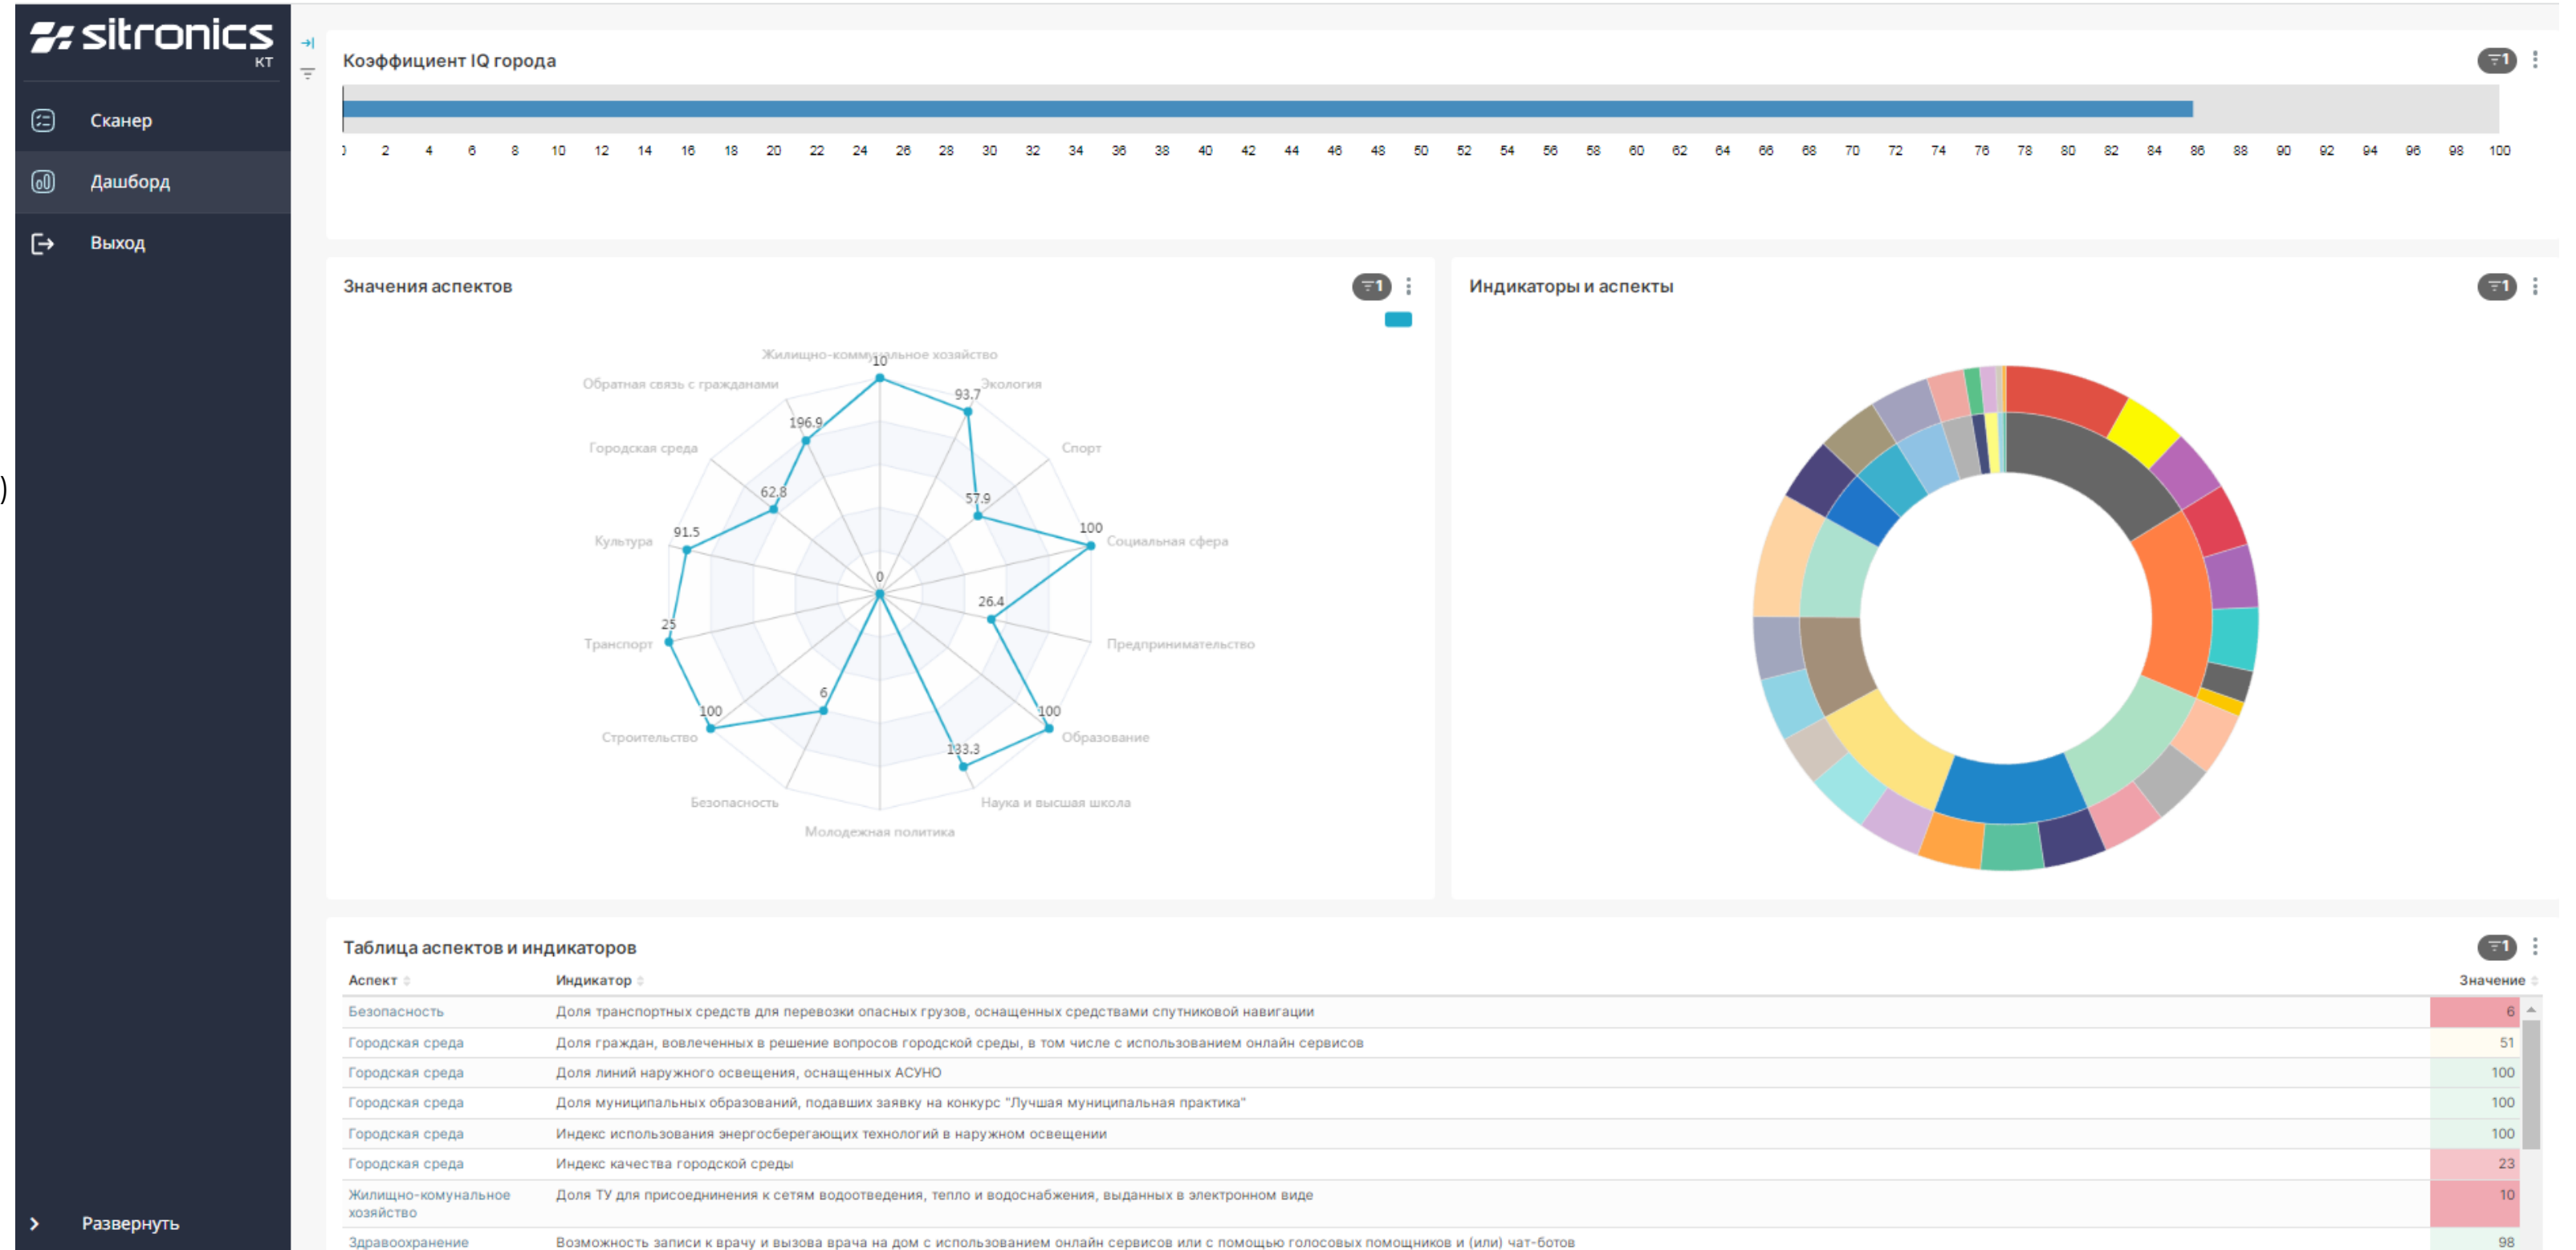 sitronics
КТ
Сканер
Дашборд
Выход
Развернуть
)
Коэффициент IQ города
1
0 2 4 6 8 10 12 14 16 18 20 22 24 26 28 30 32 34 36 38 40 42 44 46 48 50 52 54 56 58 60 62 64 66 68 70 72 74 76 78 80 82 84 86 88 90 92 94 96 98 100
Значения аспектов
1
Жилищно-коммунальное хозяйство
10
Обратная связь с гражданами
93.7
Экология
196.9
Городская среда
Спорт
62.8
57.9
91.5
100
Культура
Социальная сфера
0
26.4
25
Транспорт
Предпринимательство
6
100
100
Строительство
Образование
133.3
Безопасность
Наука и высшая школа
Молодежная политика
Индикаторы и аспекты
1
Таблица аспектов и индикаторов
1
Аспект Индикатор Значение
Безопасность Доля транспортных средств для перевозки опасных грузов, оснащенных средствами спутниковой навигации 6
Городская среда Доля граждан, вовлеченных в решение вопросов городской среды, в том числе с использованием онлайн сервисов 51
Городская среда Доля линий наружного освещения, оснащенных АСУНО 100
Городская среда Доля муниципальных образований, подавших заявку на конкурс "Лучшая муниципальная практика" 100
Городская среда Индекс использования энергосберегающих технологий в наружном освещении 100
Городская среда Индекс качества городской среды 23
Жилищно-комунальное Доля ТУ для присоеднинения к сетям водоотведения, тепло и водоснабжения, выданных в электронном виде 10
хозяйство
Здравоохранение Возможность записи к врачу и вызова врача на дом с использованием онлайн сервисов или с помощью голосовых помощников и (или) чат-ботов 98